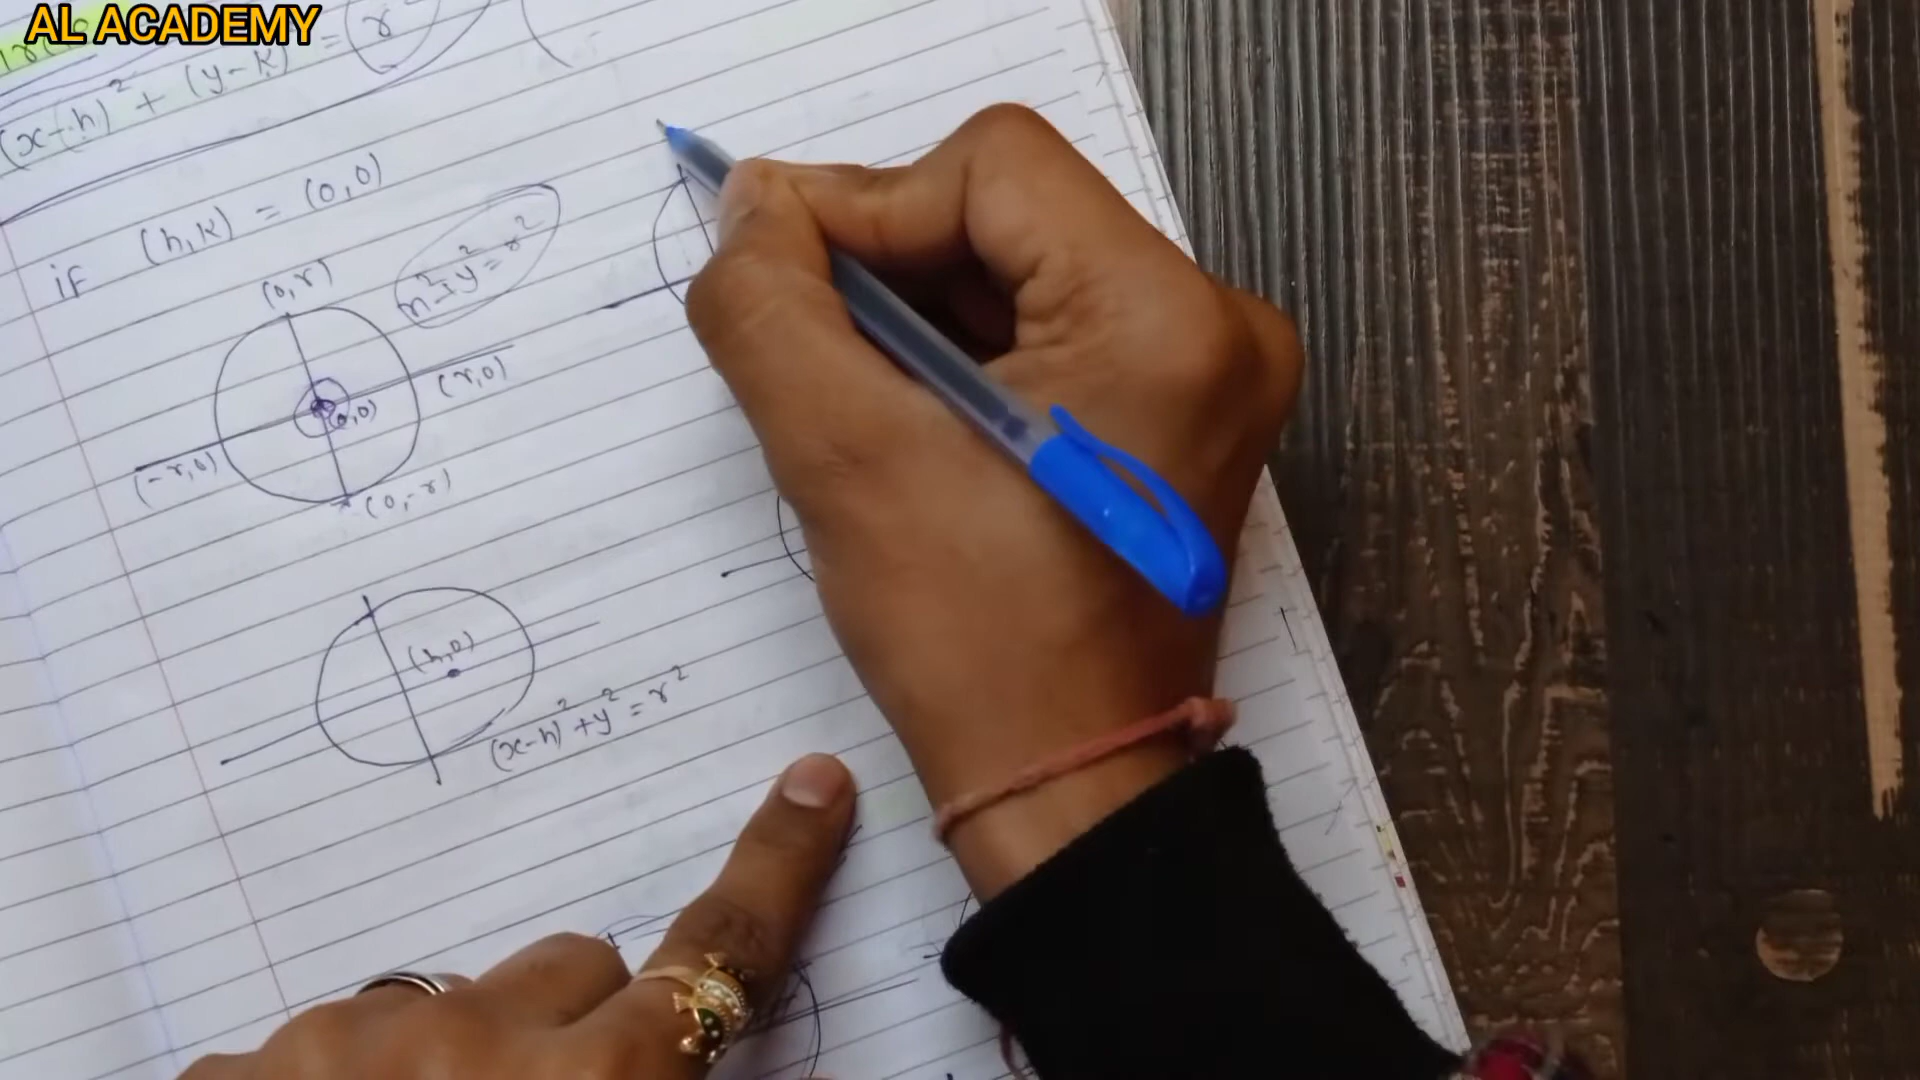 AL ACADEMY
(x-h)² + (y-k)² = r
if (h,k) = (0,0)
(0,r)
x²+y²=r²
(r,0)
(0,0)
(-r,0)
(0,-r)
(h,0)
(x-h)²+y²=r²